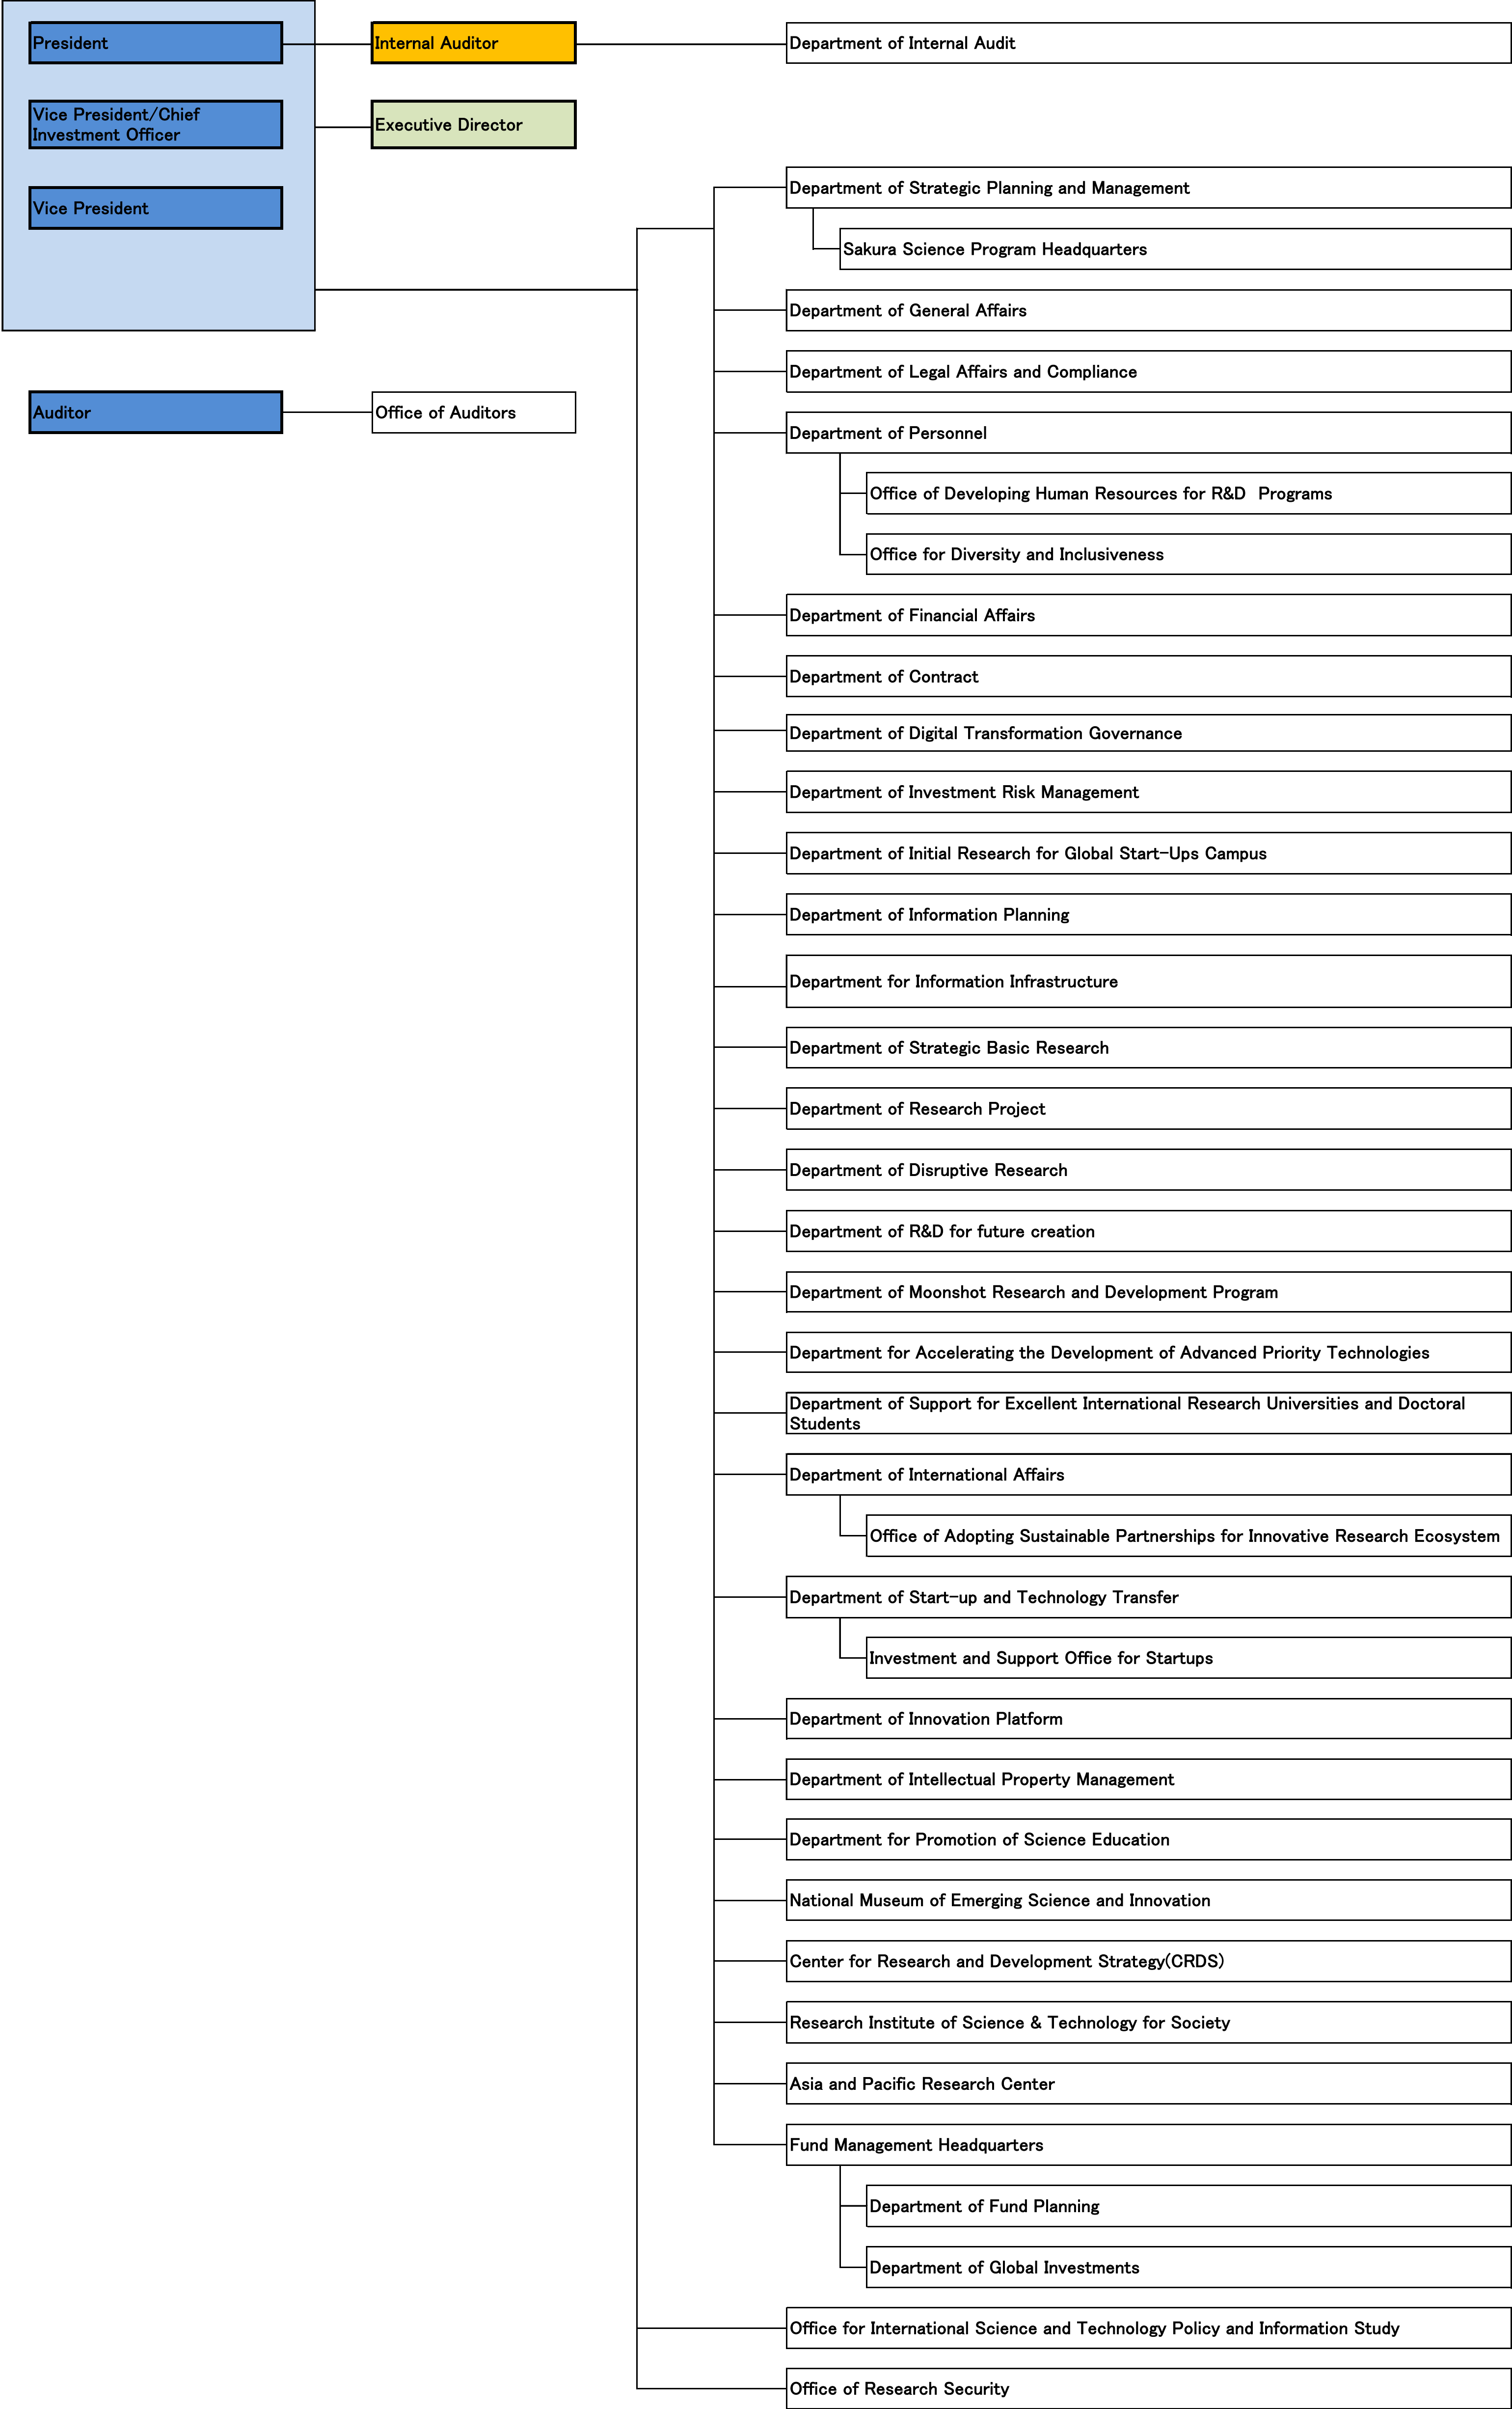 President
Internal Auditor
Department of Internal Audit
Vice President/Chief
Investment Officer
Executive Director
Vice President
Department of Strategic Planning and Management
Sakura Science Program Headquarters
Department of General Affairs
Department of Legal Affairs and Compliance
Auditor
Office of Auditors
Department of Personnel
Office of Developing Human Resources for R&D  Programs
Office for Diversity and Inclusiveness
Department of Financial Affairs
Department of Contract
Department of Digital Transformation Governance
Department of Investment Risk Management
Department of Initial Research for Global Start-Ups Campus
Department of Information Planning
Department for Information Infrastructure
Department of Strategic Basic Research
Department of Research Project
Department of Disruptive Research
Department of R&D for future creation
Department of Moonshot Research and Development Program
Department for Accelerating the Development of Advanced Priority Technologies
Department of Support for Excellent International Research Universities and Doctoral
Students
Department of International Affairs
Office of Adopting Sustainable Partnerships for Innovative Research Ecosystem
Department of Start-up and Technology Transfer
Investment and Support Office for Startups
Department of Innovation Platform
Department of Intellectual Property Management
Department for Promotion of Science Education
National Museum of Emerging Science and Innovation
Center for Research and Development Strategy(CRDS)
Research Institute of Science & Technology for Society
Asia and Pacific Research Center
Fund Management Headquarters
Department of Fund Planning
Department of Global Investments
Office for International Science and Technology Policy and Information Study
Office of Research Security